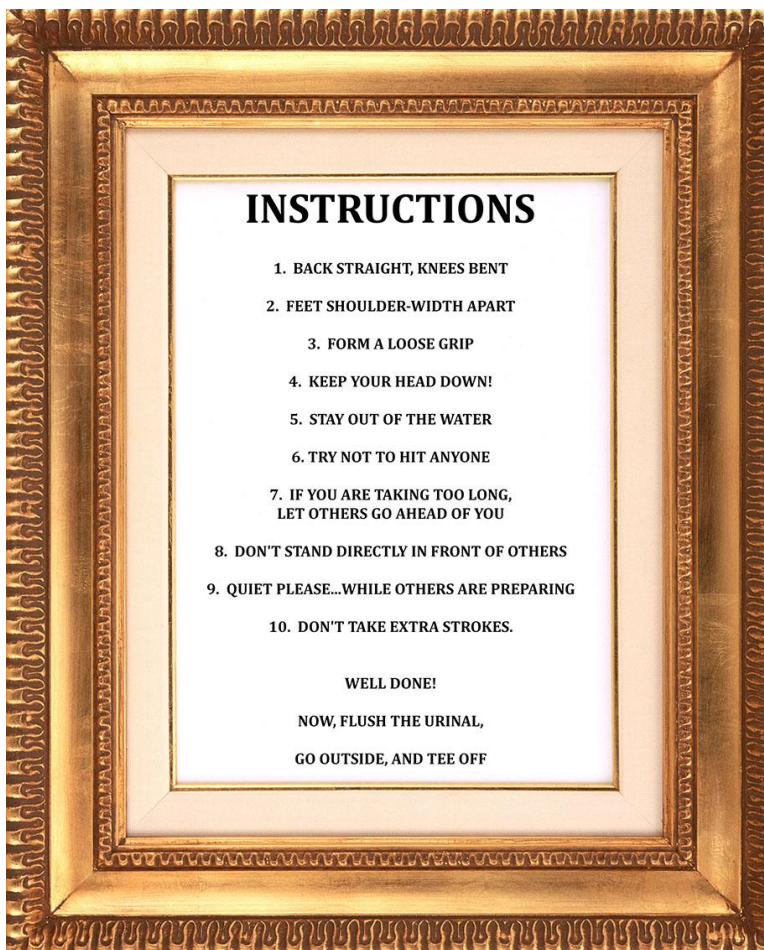 INSTRUCTIONS
1. BACK STRAIGHT, KNEES BENT
2. FEET SHOULDER-WIDTH APART
3. FORM A LOOSE GRIP
4. KEEP YOUR HEAD DOWN!
5. STAY OUT OF THE WATER
6. TRY NOT TO HIT ANYONE
7. IF YOU ARE TAKING TOO LONG,
LET OTHERS GO AHEAD OF YOU
8. DON'T STAND DIRECTLY IN FRONT OF OTHERS
9. QUIET PLEASE...WHILE OTHERS ARE PREPARING
10. DON'T TAKE EXTRA STROKES.
WELL DONE!
NOW, FLUSH THE URINAL,
GO OUTSIDE, AND TEE OFF